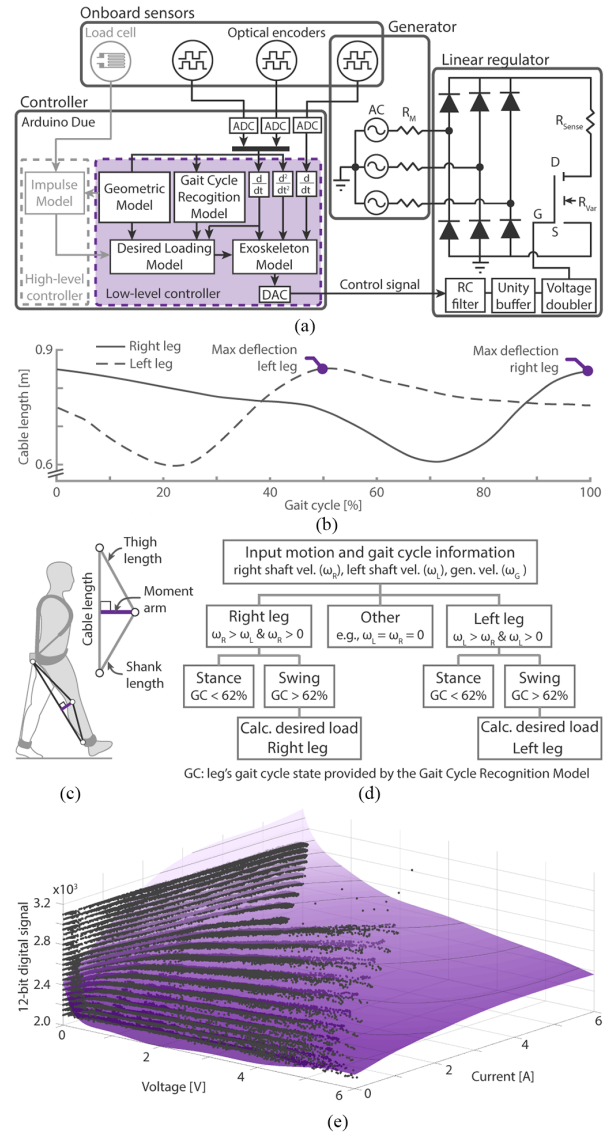 Onboard sensors
Load cell
Optical encoders
Generator
Linear regulator
Controller
Arduino Due
ADC
ADC
ADC
AC
R_M
R_Sense
D
R_Var
G
S
Impulse
Model
Geometric
Model
Gait Cycle
Recogition
Model
d
dt
d²
dt²
d
dt
Desired Loading
Model
Exoskeleton
Model
High-level
controller
Low-level controller
DAC
Control signal
RC
filter
Unity
buffer
Voltage
doubler
(a)
0.9
Right leg
Left leg
Max deflection
left leg
Max deflection
right leg
Cable length [m]
0.6
0
20
40
60
80
100
Gait cycle [%]
(b)
Thigh
length
Cable length
Moment
arm
Shank
length
(c)
Input motion and gait cycle information
right shaft vel. (ω_R), left shaft vel. (ω_L), gen. vel. (ω_G )
Right leg
ω_R > ω_L & ω_R > 0
Other
e.g., ω_L = ω_R = 0
Left leg
ω_L > ω_R & ω_L > 0
Stance
GC < 62%
Swing
GC > 62%
Stance
GC < 62%
Swing
GC > 62%
Calc. desired load
Right leg
Calc. desired load
Left leg
GC: leg's gait cycle state provided by the Gait Cycle Recognition Model
(d)
x10³
3.2
2.8
2.4
2.0
12-bit digital signal
0
2
4
6
Voltage [V]
0
2
4
6
Current [A]
(e)